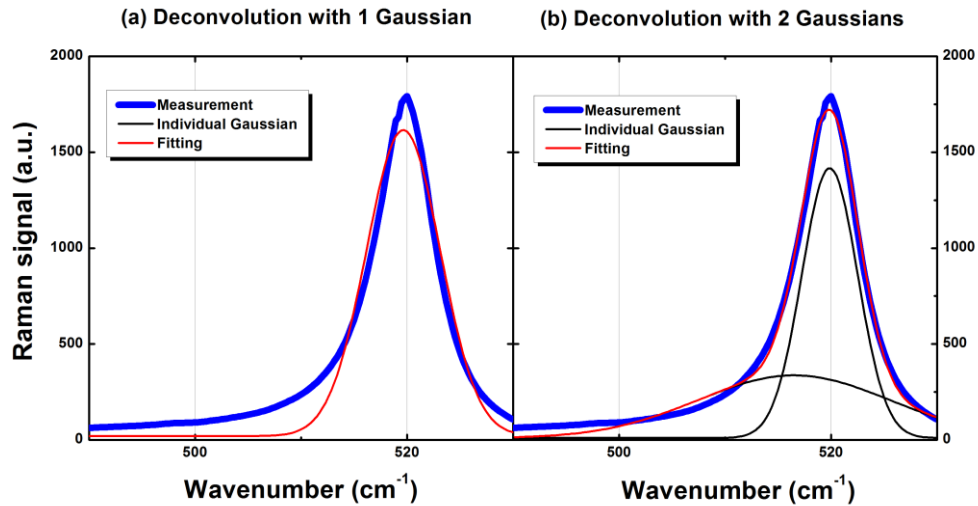 (a) Deconvolution with 1 Gaussian
(b) Deconvolution with 2 Gaussians
2000
1500
1000
500
0
Raman signal (a.u.)
Measurement
Individual Gaussian
Fitting
500
520
Wavenumber (cm⁻¹)
Measurement
Individual Gaussian
Fitting
500
520
Wavenumber (cm⁻¹)
2000
1500
1000
500
0